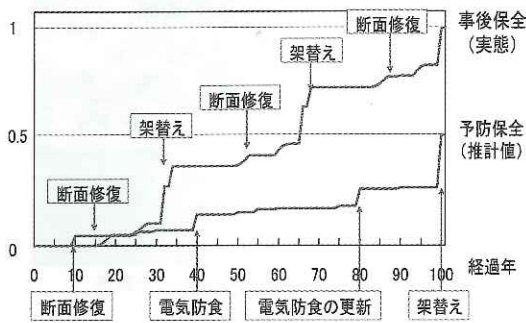 1
事後保全
(実態)
断面修復
架替え
断面修復
0.5
架替え
予防保全
(推計値)
断面修復
0
0 10 20 30 40 50 60 70 80 90 100
経過年
断面修復
電気防食
電気防食の更新
架替え